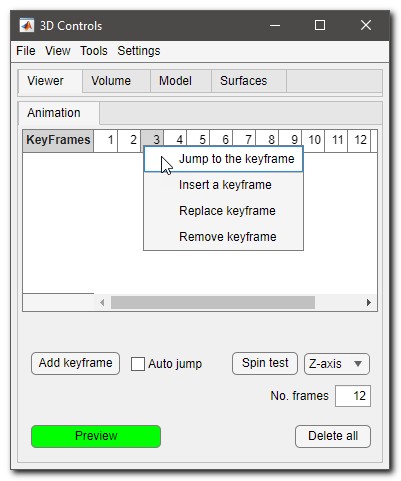 3D Controls
File View Tools Settings
Viewer Volume Model Surfaces
Animation
KeyFrames 1 2 3 4 5 6 7 8 9 10 11 12
Jump to the keyframe
Insert a keyframe
Replace keyframe
Remove keyframe
Add keyframe Auto jump Spin test Z-axis
No. frames 12
Preview Delete all